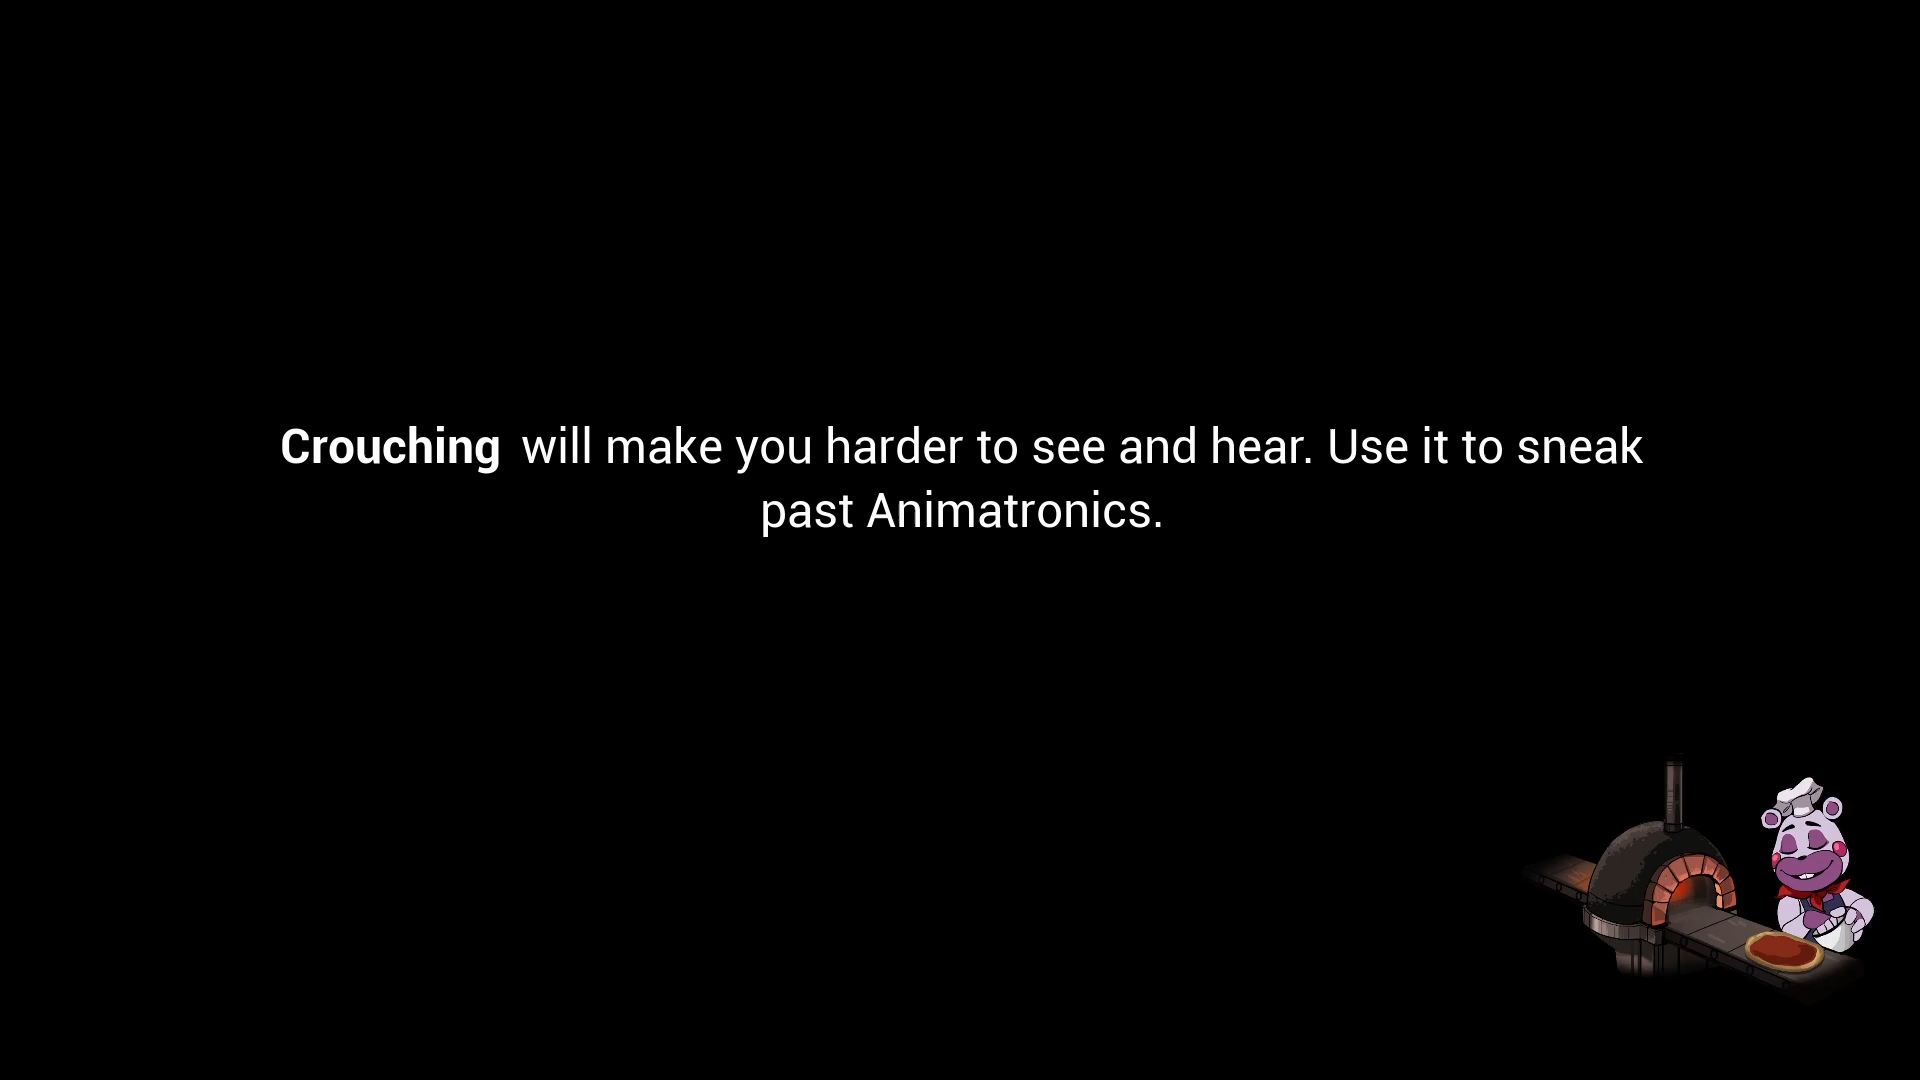 Crouching will make you harder to see and hear. Use it to sneak
past Animatronics.